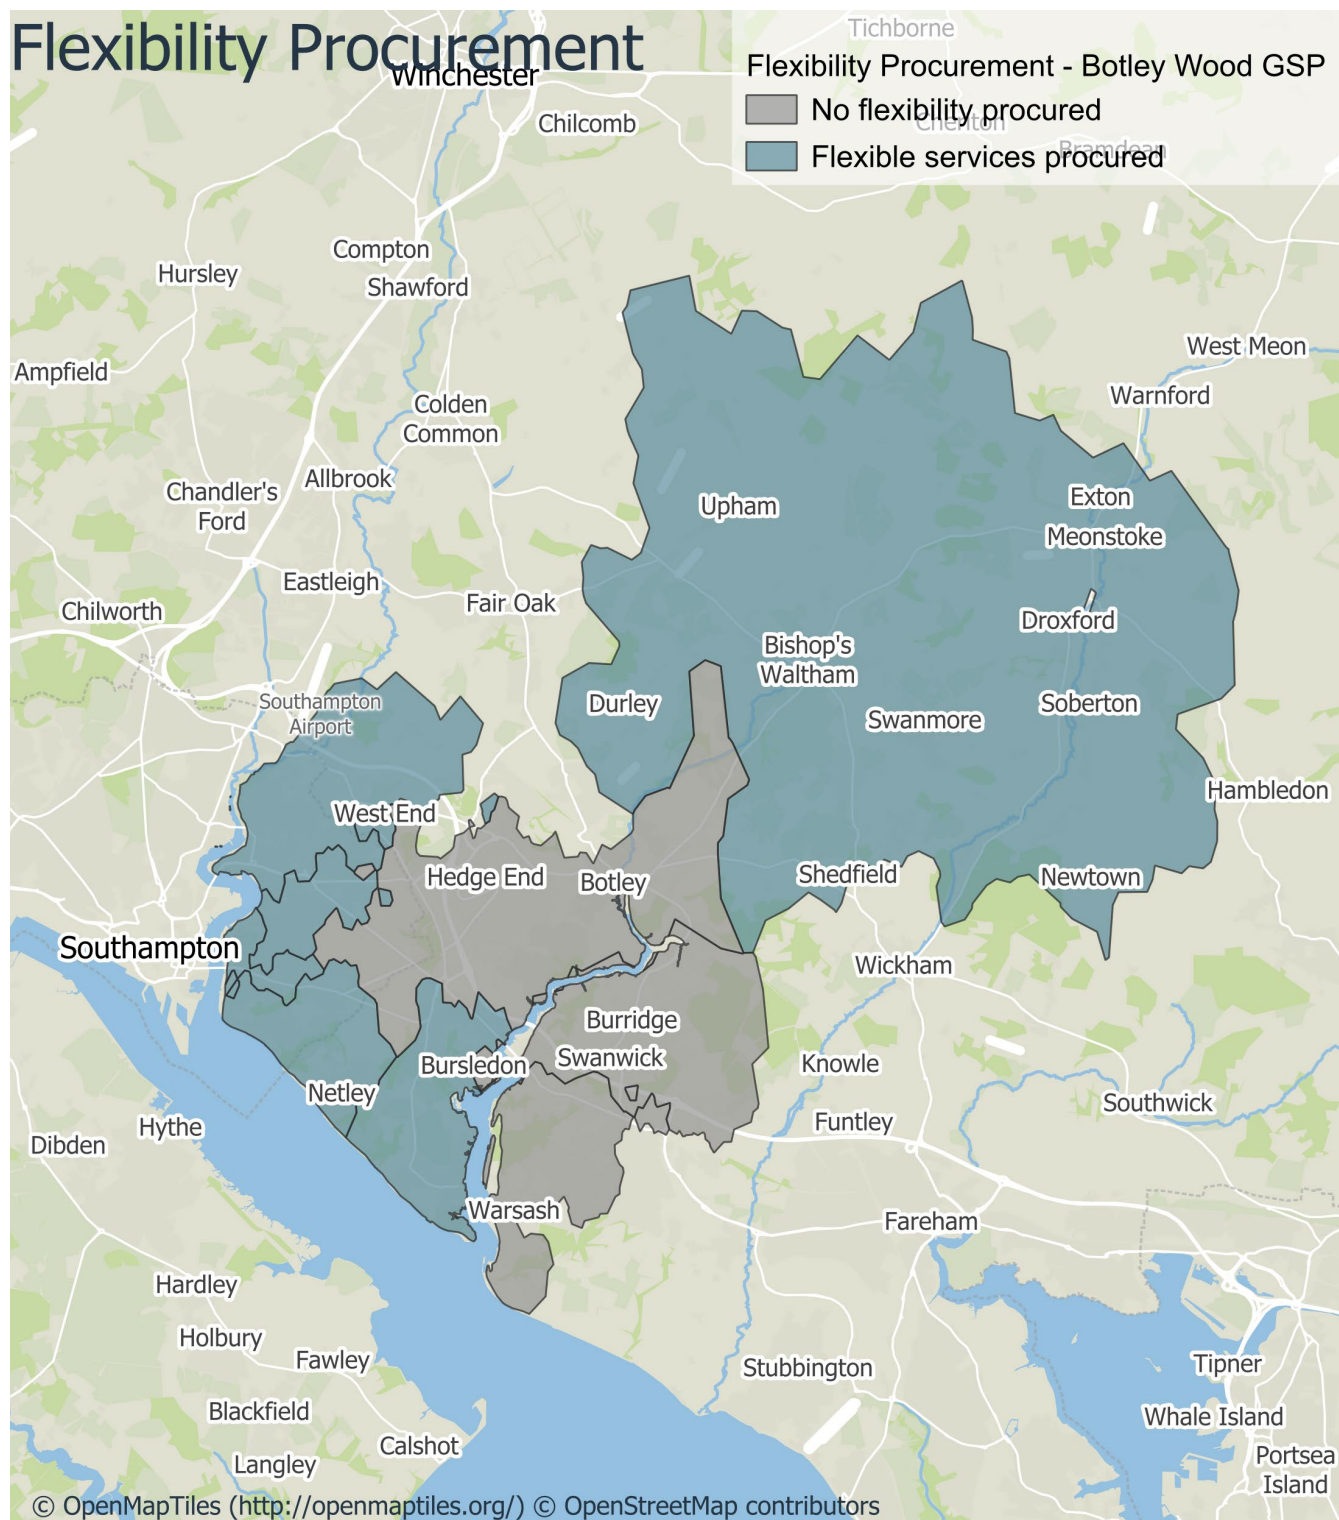 Flexibility Procurement
Tichborne
Flexibility Procurement - Botley Wood GSP
Winchester
No flexibility procured
Chilcomb
Cheriton
Bramdean
Flexible services procured
Compton
Hursley
Shawford
West Meon
Ampfield
Warnford
Colden
Common
Allbrook
Chandler's
Ford
Exton
Upham
Meonstoke
Eastleigh
Fair Oak
Chilworth
Droxford
Bishop's
Waltham
Southampton
Airport
Durley
Soberton
Swanmore
Hambledon
West End
Hedge End
Botley
Shedfield
Newtown
Southampton
Wickham
Burridge
Swanwick
Bursledon
Knowle
Netley
Southwick
Hythe
Funtley
Dibden
Warsash
Fareham
Hardley
Holbury
Fawley
Stubbington
Tipner
Blackfield
Whale Island
Calshot
Langley
Portsea
Island
© OpenMapTiles (http://openmaptiles.org/) © OpenStreetMap contributors